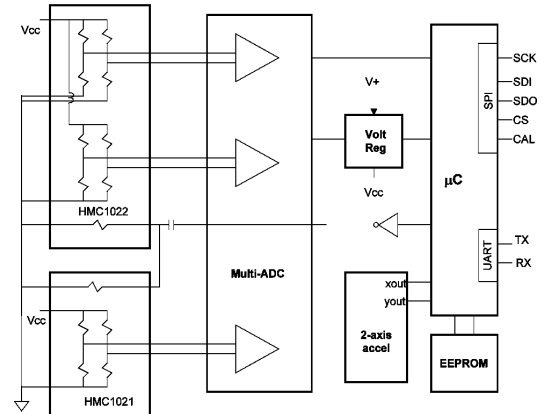 Vcc
HMC1022
Vcc
HMC1021
Multi-ADC
V+
Volt
Reg
Vcc
xout
yout
2-axis
accel
µC
SPI
UART
EEPROM
SCK
SDI
SDO
CS
CAL
TX
RX